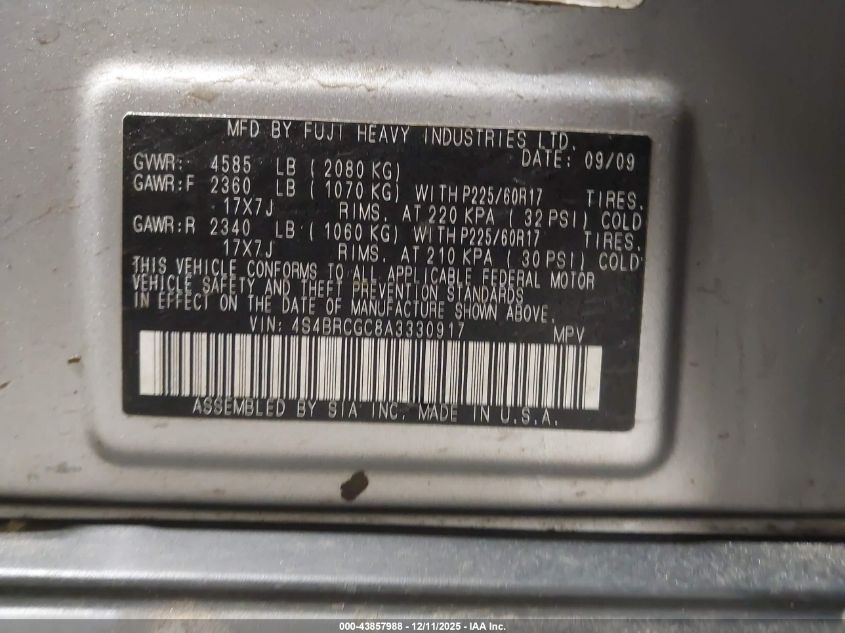 MFD BY FUJI HEAVY INDUSTRIES LTD.
GVWR: 4585 LB ( 2080 KG) DATE: 09/09
GAWR:F 2360 LB ( 1070 KG) WITH P225/60R17 TIRES.
17X7J RIMS. AT 220 KPA ( 32 PSI) COLD
GAWR:R 2340 LB ( 1060 KG) WITH P225/60R17 TIRES.
17X7J RIMS. AT 210 KPA ( 30 PSI) COLD
THIS VEHICLE CONFORMS TO ALL APPLICABLE FEDERAL MOTOR
VEHICLE SAFETY AND THEFT PREVENTION STANDARDS
IN EFFECT ON THE DATE OF MANUFACTURE SHOWN ABOVE.
VIN: 4S4BRCGC8A3330917 MPV
ASSEMBLED BY SIA INC. MADE IN U.S.A.
000-43857988 - 12/11/2025 - IAA Inc.